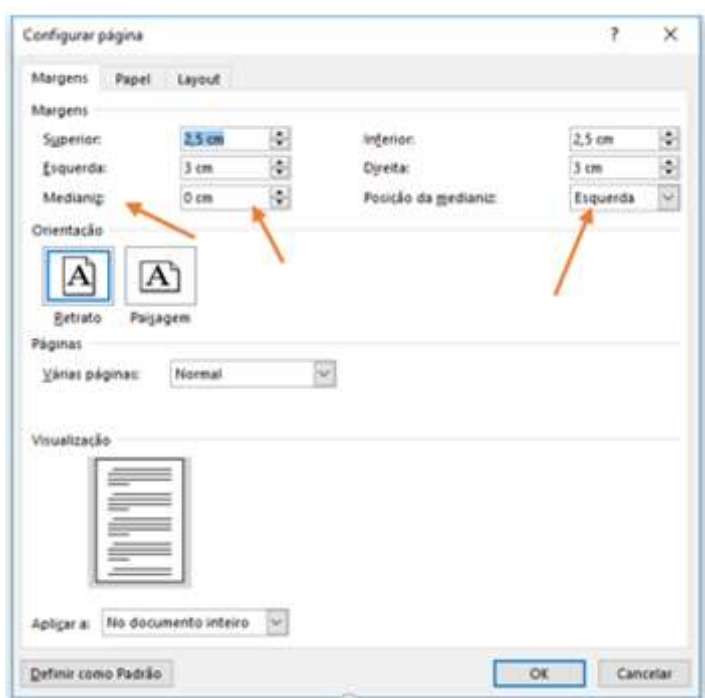 Configurar página ? ×
Margens Papel Layout
Margens
Superior: 2,5 cm Inferior: 2,5 cm
Esquerda: 3 cm Direita: 3 cm
Medianiz: 0 cm Posição da medianiz: Esquerda
Orientação
A A
Retrato Paisagem
Páginas
Várias páginas: Normal
Visualização
Aplicar a: No documento inteiro
Definir como Padrão OK Cancelar